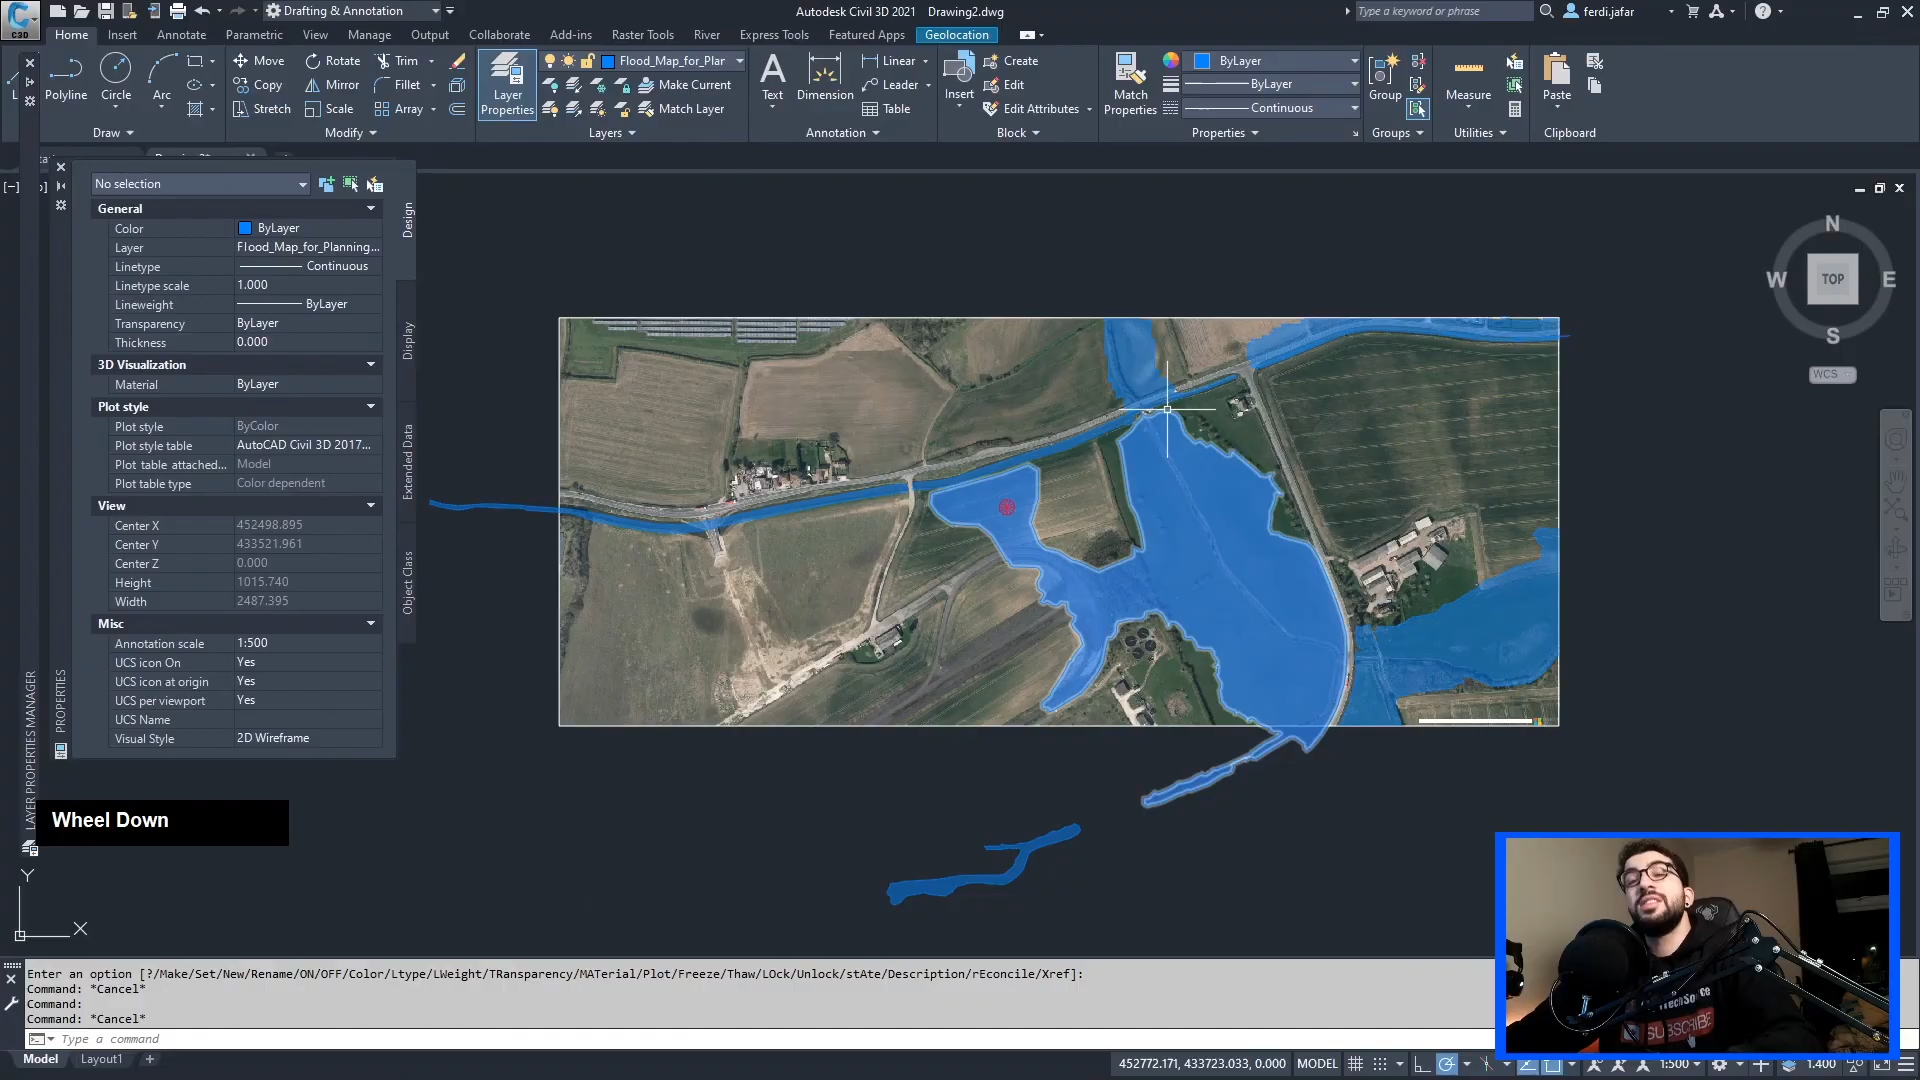 C3D
Drafting & Annotation
Autodesk Civil 3D 2021 Drawing2.dwg
Type a keyword or phrase
ferdi.jafar
Home Insert Annotate Parametric View Manage Output Collaborate Add-ins Raster Tools River Express Tools Featured Apps Geolocation
Polyline
Circle
Arc
Draw
Move Rotate Trim
Copy Mirror Fillet
Stretch Scale Array
Modify
Layer
Properties
Flood_Map_for_Plar
Make Current
Match Layer
Layers
Text
Dimension
Linear
Leader
Table
Annotation
Insert
Create
Edit
Edit Attributes
Block
Match
Properties
ByLayer
ByLayer
Continuous
Properties
Group
Groups
Measure
Utilities
Paste
Clipboard
No selection
General
Color ByLayer
Layer Flood_Map_for_Planning...
Linetype Continuous
Linetype scale 1.000
Lineweight ByLayer
Transparency ByLayer
Thickness 0.000
3D Visualization
Material ByLayer
Plot style
Plot style ByColor
Plot style table AutoCAD Civil 3D 2017...
Plot table attached... Model
Plot table type Color dependent
View
Center X 452498.895
Center Y 433521.961
Center Z 0.000
Height 1015.740
Width 2487.395
Misc
Annotation scale 1:500
UCS icon On Yes
UCS icon at origin Yes
UCS per viewport Yes
UCS Name
Visual Style 2D Wireframe
Design
Display
Extended Data
Object Class
PROPERTIES
LAYER PROPERTIES MANAGER
N
W TOP E
S
WCS
Wheel Down
Y
X
Enter an option [?/Make/Set/New/Rename/ON/OFF/Color/Ltype/LWeight/TRansparency/MATerial/Plot/Freeze/Thaw/LOck/Unlock/stAte/Description/rEconcile/Xref]:
Command: *Cancel*
Command:
Command: *Cancel*
Type a command
Model Layout1 +
452772.171, 433723.033, 0.000 MODEL
1:500
1.400
SUBSCRIBE